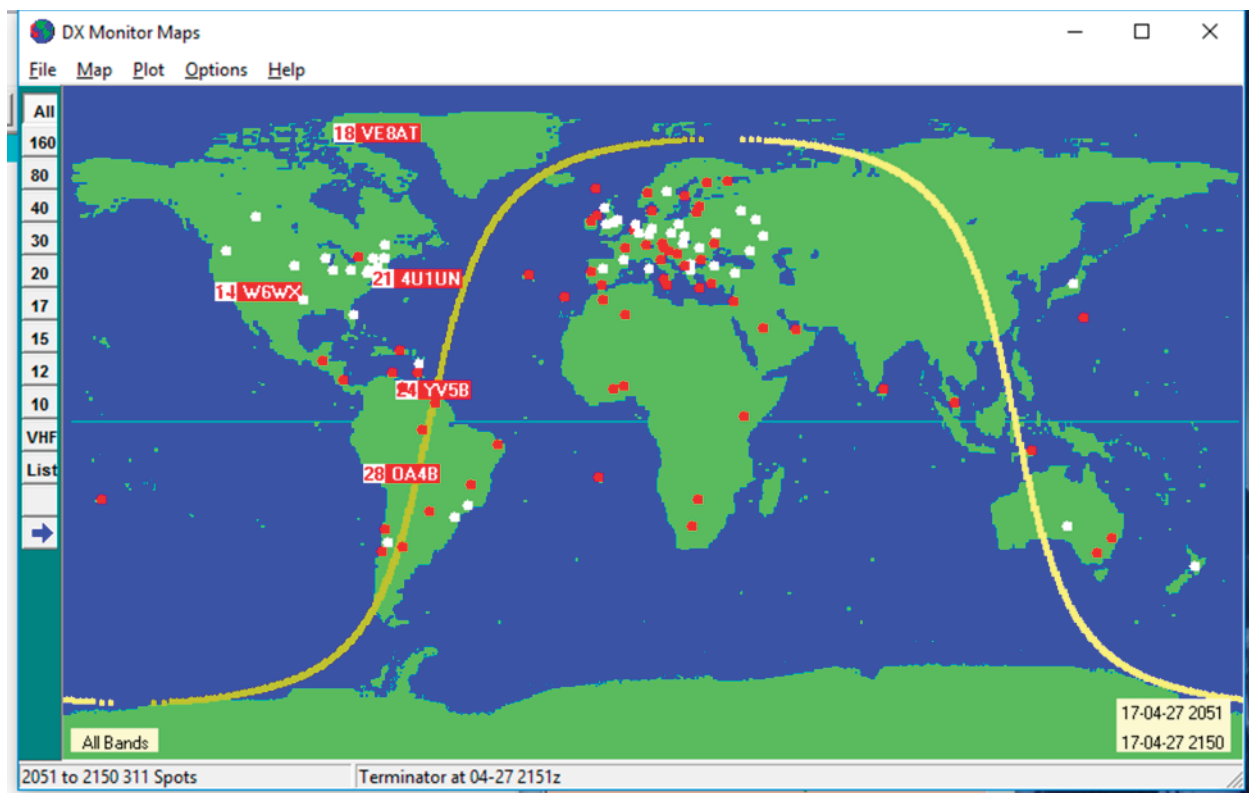 DX Monitor Maps
File Map Plot Options Help
All
160
80
40
30
20
17
15
12
10
VHF
List
18 VE8AT
21 4U1UN
14 W6WX
24 YV5B
28 OA4B
All Bands
17-04-27 2051
17-04-27 2150
2051 to 2150 311 Spots
Terminator at 04-27 2151z